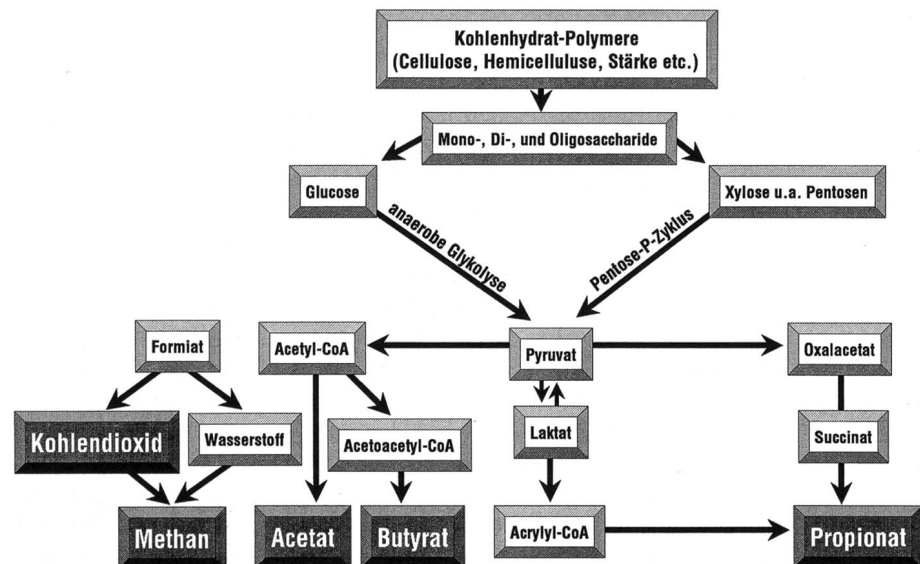 Kohlenhydrat-Polymere
(Cellulose, Hemicelluluse, Stärke etc.)
Mono-, Di-, und Oligosaccharide
Glucose
Xylose u.a. Pentosen
anaerobe Glykolyse
Pentose-P-Zyklus
Formiat
Acetyl-CoA
Pyruvat
Oxalacetat
Kohlendioxid
Wasserstoff
Acetoacetyl-CoA
Laktat
Succinat
Methan
Acetat
Butyrat
Acrylyl-CoA
Propionat